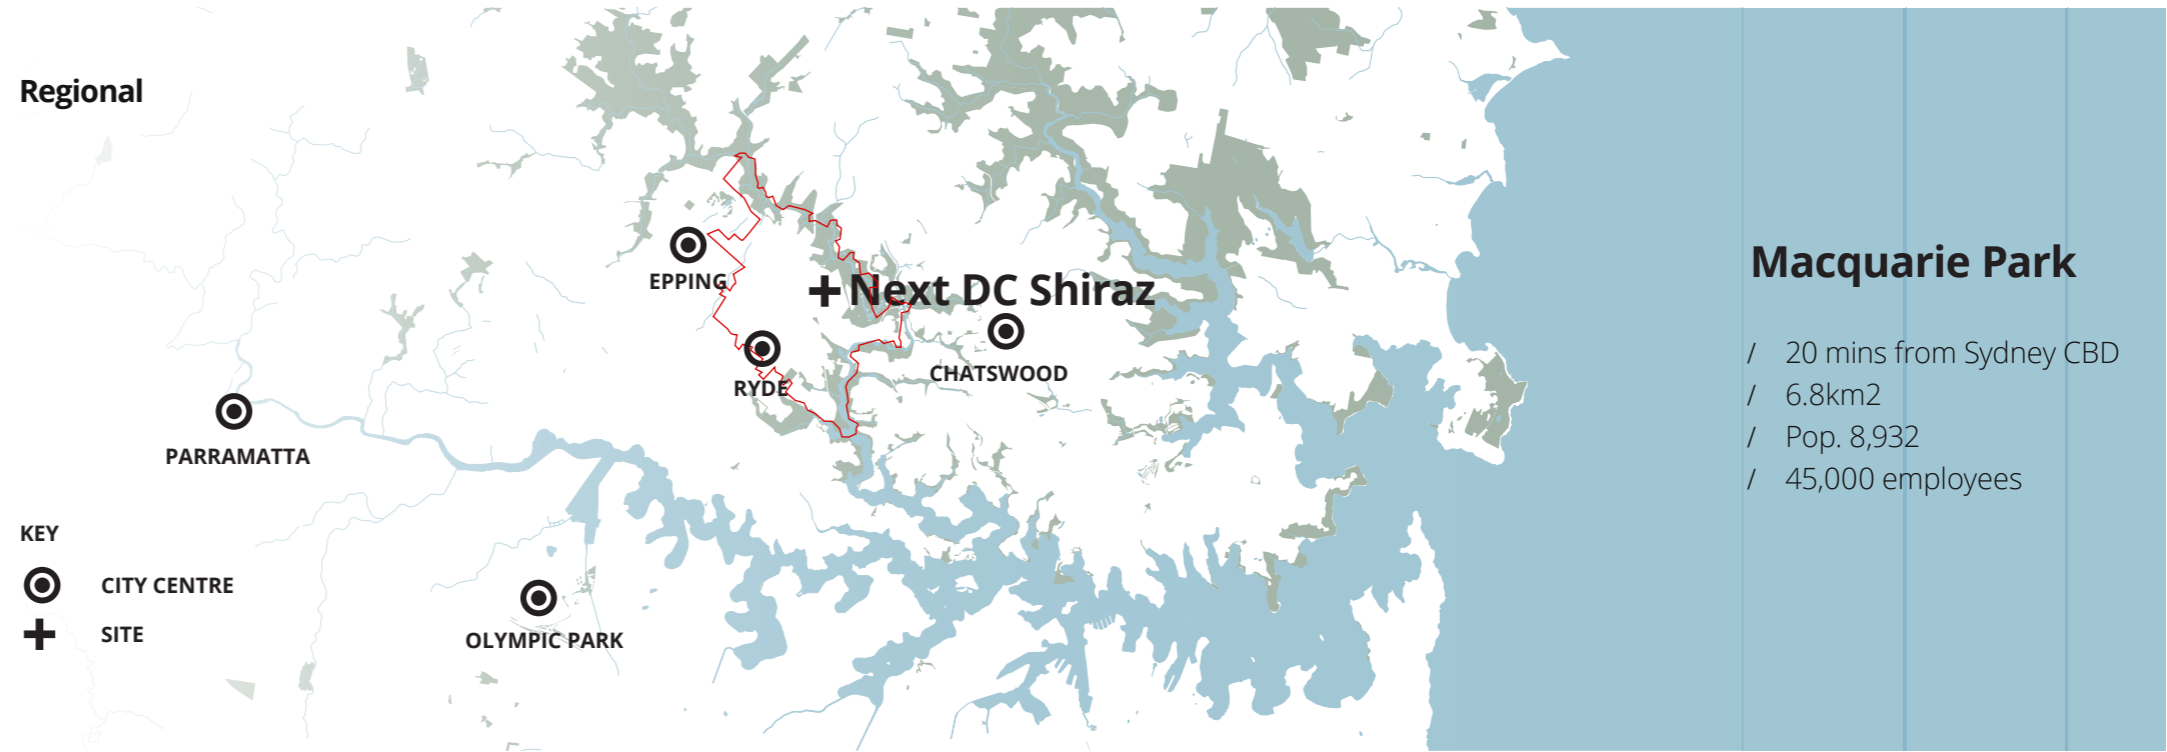 Regional
EPPING
+Next DC Shiraz
RYDE
CHATSWOOD
PARRAMATTA
OLYMPIC PARK
KEY
CITY CENTRE
SITE
Macquarie Park
/ 20 mins from Sydney CBD
/ 6.8km2
/ Pop. 8,932
/ 45,000 employees